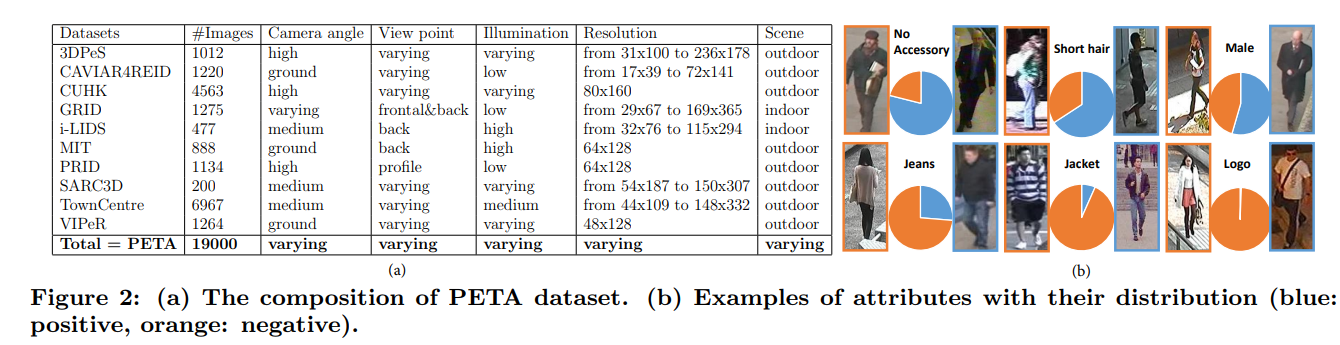 Datasets #Images Camera angle View point Illumination Resolution Scene
3DPeS 1012 high varying varying from 31x100 to 236x178 outdoor
CAVIAR4REID 1220 ground varying low from 17x39 to 72x141 outdoor
CUHK 4563 high varying varying 80x160 outdoor
GRID 1275 varying frontal&back low from 29x67 to 169x365 indoor
i-LIDS 477 medium back high from 32x76 to 115x294 indoor
MIT 888 ground back high 64x128 outdoor
PRID 1134 high profile low 64x128 outdoor
SARC3D 200 medium varying varying from 54x187 to 150x307 outdoor
TownCentre 6967 medium varying medium from 44x109 to 148x332 outdoor
VIPeR 1264 ground varying varying 48x128 outdoor
Total = PETA 19000 varying varying varying varying varying
(a)
No
Accessory
Short hair
Male
Jeans
Jacket
Logo
(b)
Figure 2: (a) The composition of PETA dataset. (b) Examples of attributes with their distribution (blue:
positive, orange: negative).